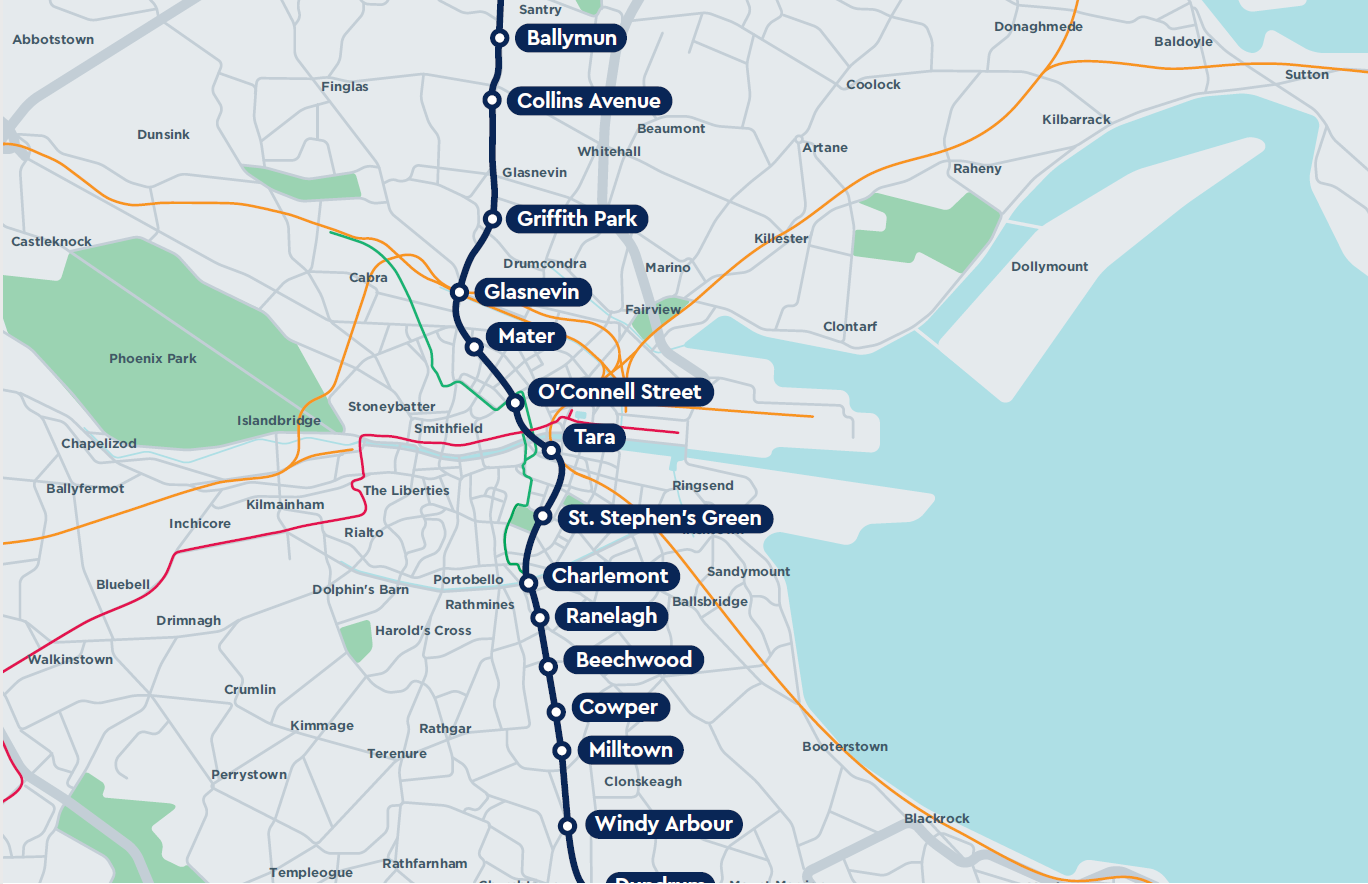 Santry
Donaghmede
Ballymun
Abbotstown
Baldoyle
Sutton
Finglas
Coolock
Collins Avenue
Kilbarrack
Beaumont
Dunsink
Artane
Whitehall
Raheny
Glasnevin
Griffith Park
Killester
Castleknock
Drumcondra
Marino
Dollymount
Cabra
Glasnevin
Fairview
Clontarf
Mater
Phoenix Park
O'Connell Street
Stoneybatter
Islandbridge
Smithfield
Tara
Chapelizod
Ringsend
Ballyfermot
The Liberties
Kilmainham
St. Stephen's Green
Inchicore
Rialto
Sandymount
Charlemont
Portobello
Bluebell
Dolphin's Barn
Ballsbridge
Rathmines
Ranelagh
Drimnagh
Harold's Cross
Walkinstown
Beechwood
Crumlin
Cowper
Kimmage
Rathgar
Booterstown
Milltown
Terenure
Perrystown
Clonskeagh
Blackrock
Windy Arbour
Rathfarnham
Templeogue
Dundrum